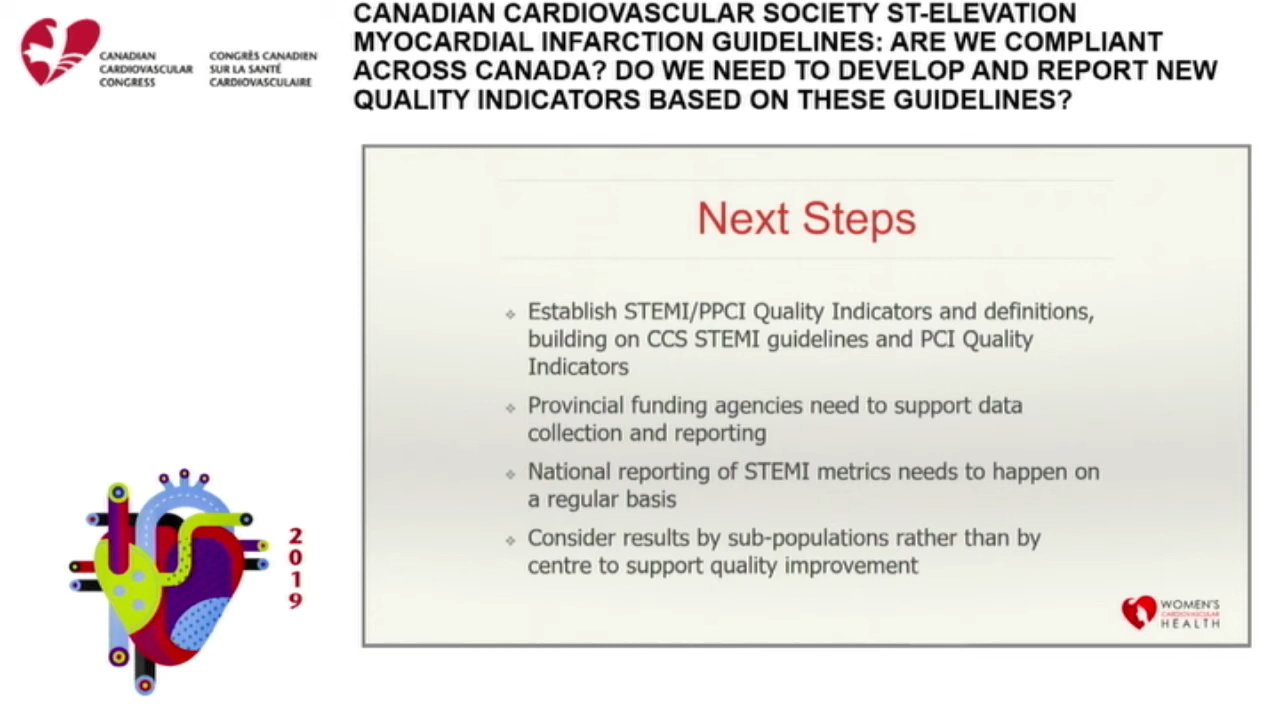 CANADIAN
CARDIOVASCULAR
CONGRESS
CONGRÈS CANADIEN
SUR LA SANTÉ
CARDIOVASCULAIRE
CANADIAN CARDIOVASCULAR SOCIETY ST-ELEVATION
MYOCARDIAL INFARCTION GUIDELINES: ARE WE COMPLIANT
ACROSS CANADA? DO WE NEED TO DEVELOP AND REPORT NEW
QUALITY INDICATORS BASED ON THESE GUIDELINES?
Next Steps
Establish STEMI/PPCI Quality Indicators and definitions,
building on CCS STEMI guidelines and PCI Quality
Indicators
Provincial funding agencies need to support data
collection and reporting
National reporting of STEMI metrics needs to happen on
a regular basis
Consider results by sub-populations rather than by
centre to support quality improvement
WOMEN'S
CARDIOVASCULAR
HEALTH
2019